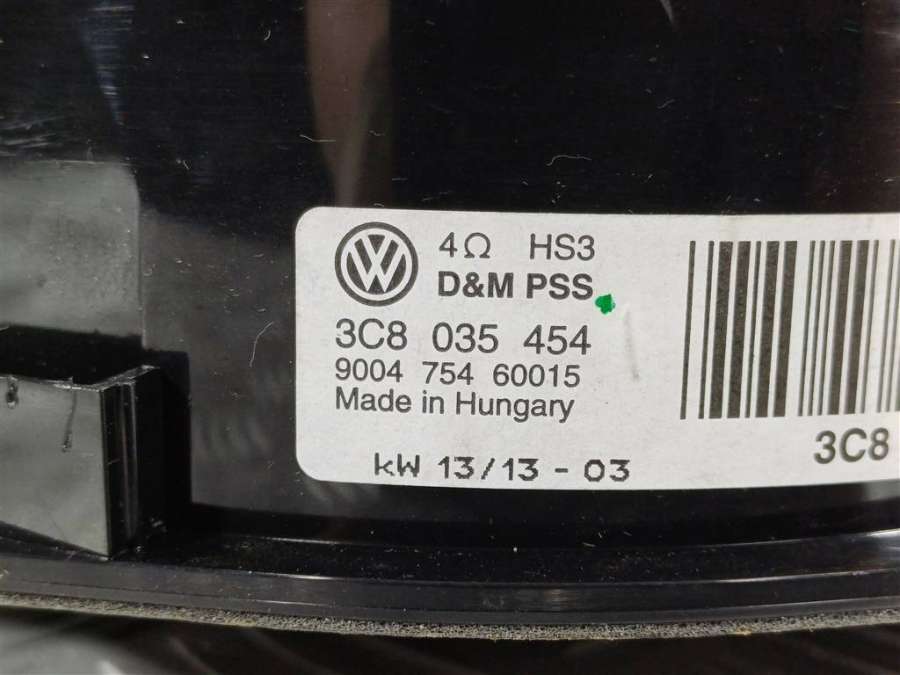 4Ω HS3
D&M PSS
3C8 035 454
9004 754 60015
Made in Hungary
kW 13/13 - 03
3C8